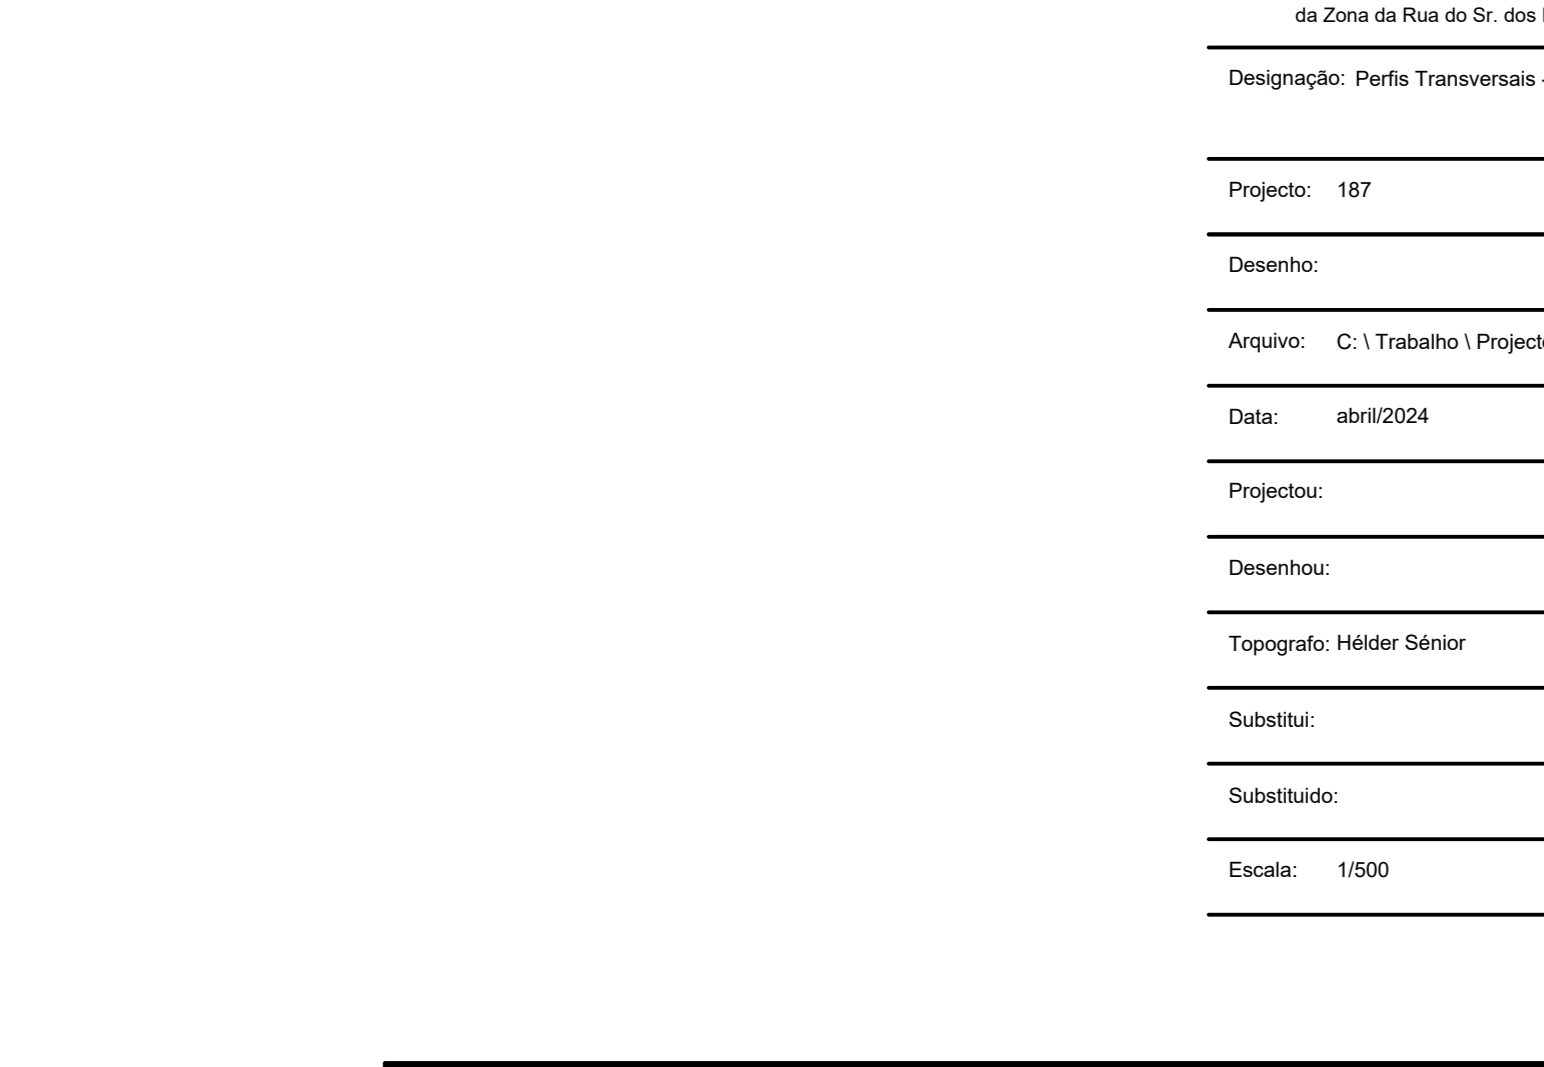 da Zona da Rua do Sr. dos
Designação: Perfis Transversais -
Projecto: 187
Desenho:
Arquivo: C: \ Trabalho \ Project
Data: abril/2024
Projectou:
Desenhou:
Topografo: Hélder Sénior
Substitui:
Substituido:
Escala: 1/500